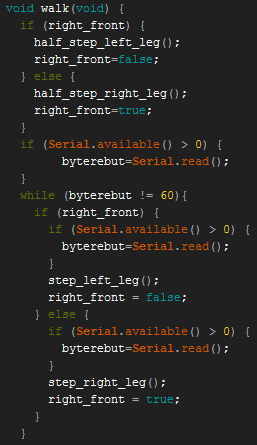 void walk(void) {
  if (right_front) {
    half_step_left_leg();
    right_front=false;
  } else {
    half_step_right_leg();
    right_front=true;
  }
  if (Serial.available() > 0) {
        byterebut=Serial.read();
  }
  while (byterebut != 60){
    if (right_front) {
      if (Serial.available() > 0) {
        byterebut=Serial.read();
      }
      step_left_leg();
      right_front = false;
    } else {
      if (Serial.available() > 0) {
        byterebut=Serial.read();
      }
      step_right_leg();
      right_front = true;
    }
  }